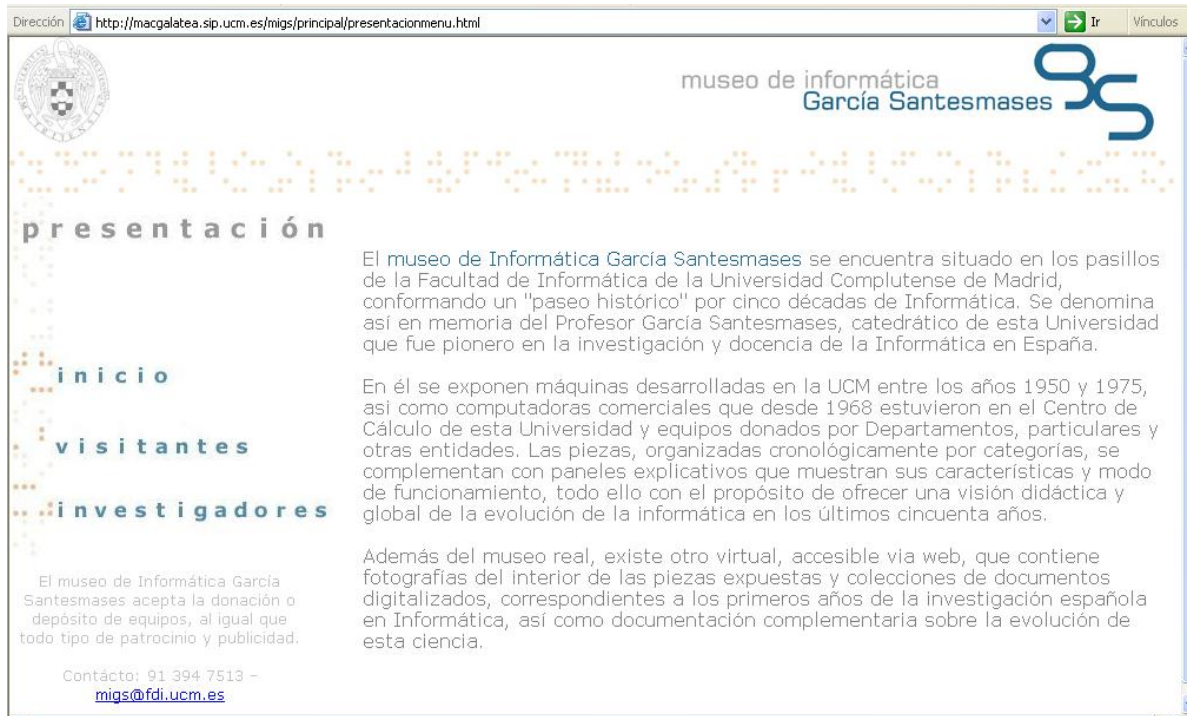 Dirección http://macgalatea.sip.ucm.es/migs/principal/presentacionmenu.html Ir Vínculos
museo de informática
García Santesmases
presentación
El museo de Informática García Santesmases se encuentra situado en los pasillos
de la Facultad de Informática de la Universidad Complutense de Madrid,
conformando un "paseo histórico" por cinco décadas de Informática. Se denomina
así en memoria del Profesor García Santesmases, catedrático de esta Universidad
que fue pionero en la investigación y docencia de la Informática en España.
En él se exponen máquinas desarrolladas en la UCM entre los años 1950 y 1975,
asi como computadoras comerciales que desde 1968 estuvieron en el Centro de
Cálculo de esta Universidad y equipos donados por Departamentos, particulares y
otras entidades. Las piezas, organizadas cronológicamente por categorías, se
complementan con paneles explicativos que muestran sus características y modo
de funcionamiento, todo ello con el propósito de ofrecer una visión didáctica y
global de la evolución de la informática en los últimos cincuenta años.
Además del museo real, existe otro virtual, accesible via web, que contiene
fotografías del interior de las piezas expuestas y colecciones de documentos
digitalizados, correspondientes a los primeros años de la investigación española
en Informática, así como documentación complementaria sobre la evolución de
esta ciencia.
inicio
visitantes
investigadores
El museo de Informática García
Santesmases acepta la donación o
depósito de equipos, al igual que
todo tipo de patrocinio y publicidad.
Contácto: 91 394 7513 –
migs@fdi.ucm.es